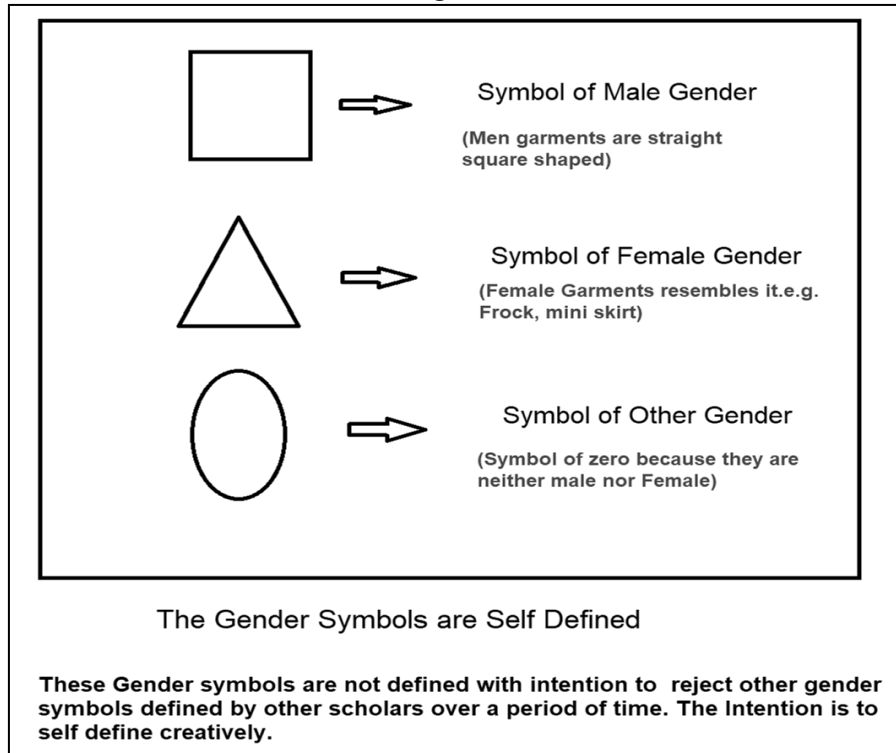 Symbol of Male Gender
(Men garments are straight
square shaped)
Symbol of Female Gender
(Female Garments resembles it.e.g.
Frock, mini skirt)
Symbol of Other Gender
(Symbol of zero because they are
neither male nor Female)
The Gender Symbols are Self Defined
These Gender symbols are not defined with intention to reject other gender
symbols defined by other scholars over a period of time. The Intention is to
self define creatively.